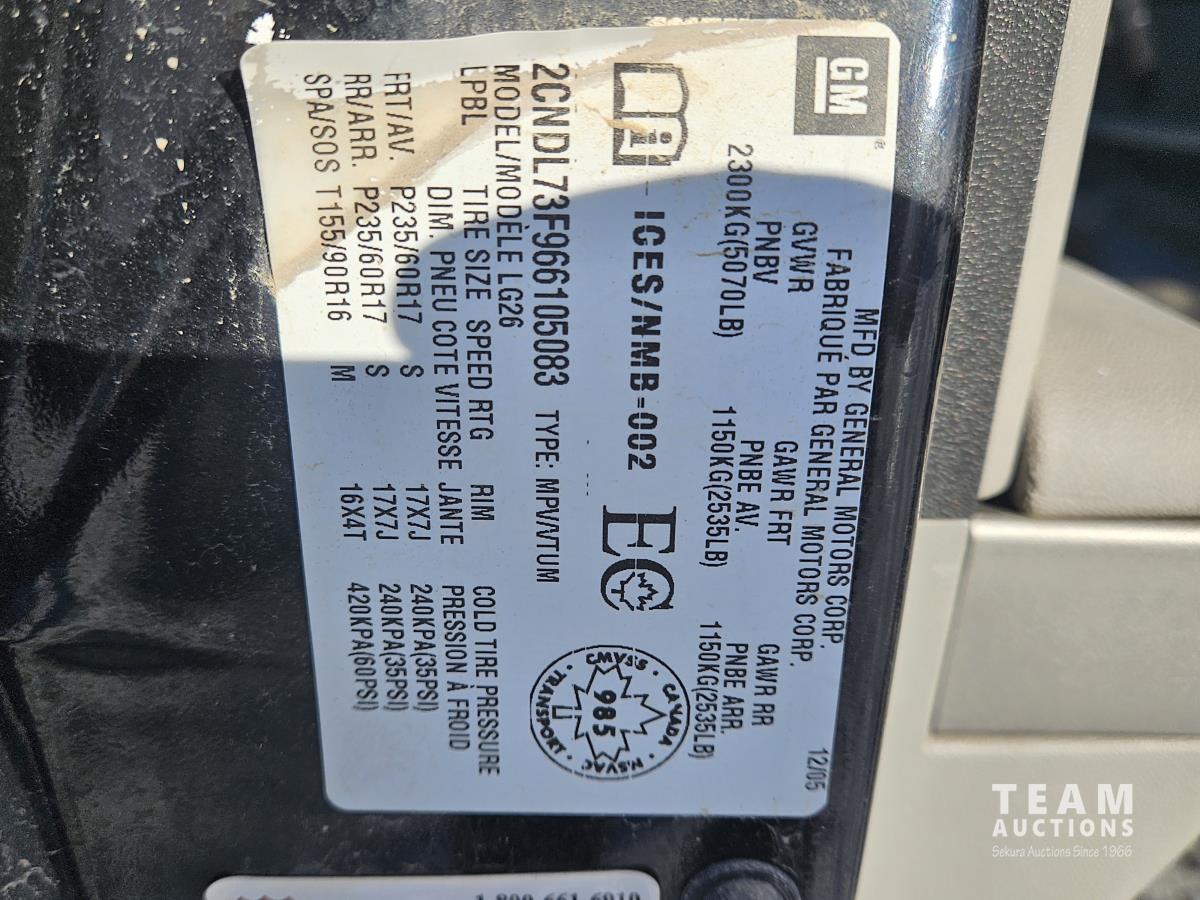 GM
®
MFD BY GENERAL MOTORS CORP. 12/05
FABRIQUÉ PAR GENERAL MOTORS CORP.
GVWR GAWR FRT GAWR RR
PNBV PNBE AV. PNBE ARR.
2300KG(5070LB) 1150KG(2535LB) 1150KG(2535LB)
ICES/NMB-002
EC
CANADA
CMVSS
985
NSVAC
TRANSPORT
2CNDL73F966105083 TYPE: MPV/VTUM
MODEL/MODÈLE LG26
LPBL TIRE SIZE SPEED RTG RIM COLD TIRE PRESSURE
DIM. PNEU COTE VITESSE JANTE PRESSION À FROID
FRT/AV. P235/60R17 S 17X7J 240KPA(35PSI)
RR/ARR. P235/60R17 S 17X7J 240KPA(35PSI)
SPA/SOS T155/90R16 M 16X4T 420KPA(60PSI)
TEAM
AUCTIONS
Sekura Auctions Since 1966